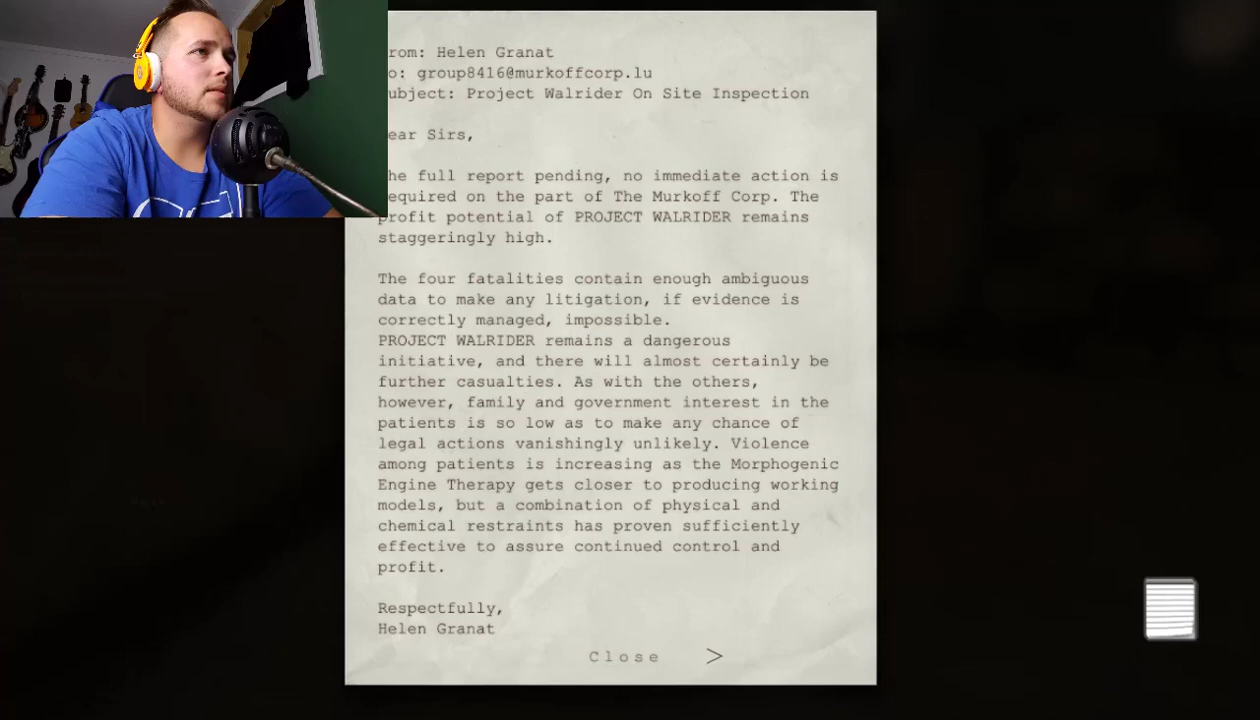 rom: Helen Granat
o: group8416@murkoffcorp.lu
ubject: Project Walrider On Site Inspection
ear Sirs,
he full report pending, no immediate action is
equired on the part of The Murkoff Corp. The
profit potential of PROJECT WALRIDER remains
staggeringly high.
The four fatalities contain enough ambiguous
data to make any litigation, if evidence is
correctly managed, impossible.
PROJECT WALRIDER remains a dangerous
initiative, and there will almost certainly be
further casualties. As with the others,
however, family and government interest in the
patients is so low as to make any chance of
legal actions vanishingly unlikely. Violence
among patients is increasing as the Morphogenic
Engine Therapy gets closer to producing working
models, but a combination of physical and
chemical restraints has proven sufficiently
effective to assure continued control and
profit.
Respectfully,
Helen Granat
Close >